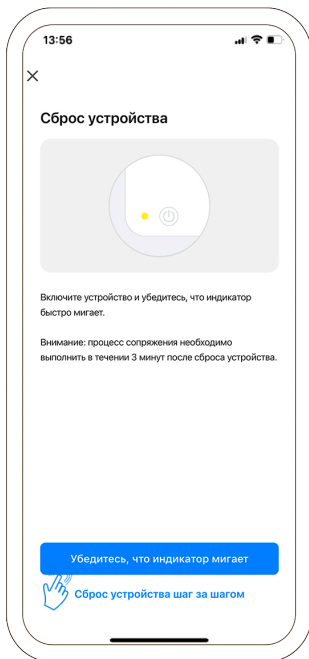 13:56
Сброс устройства
Включите устройство и убедитесь, что индикатор
быстро мигает.
Внимание: процесс сопряжения необходимо
выполнить в течении 3 минут после сброса устройства.
Убедитесь, что индикатор мигает
Сброс устройства шаг за шагом